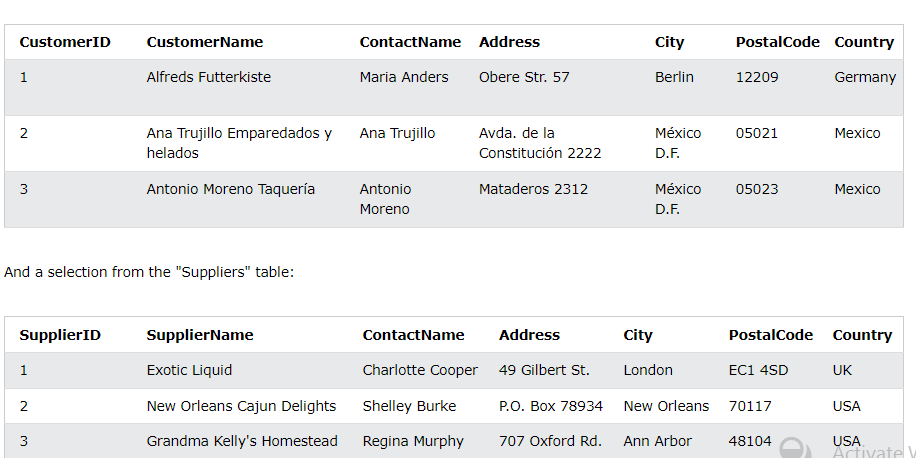 CustomerID CustomerName ContactName Address City PostalCode Country
1 Alfreds Futterkiste Maria Anders Obere Str. 57 Berlin 12209 Germany
2 Ana Trujillo Emparedados y Ana Trujillo Avda. de la México 05021 Mexico
helados Constitución 2222 D.F.
3 Antonio Moreno Taquería Antonio Mataderos 2312 México 05023 Mexico
Moreno D.F.
And a selection from the "Suppliers" table:
SupplierID SupplierName ContactName Address City PostalCode Country
1 Exotic Liquid Charlotte Cooper 49 Gilbert St. London EC1 4SD UK
2 New Orleans Cajun Delights Shelley Burke P.O. Box 78934 New Orleans 70117 USA
3 Grandma Kelly's Homestead Regina Murphy 707 Oxford Rd. Ann Arbor 48104 USA
Activate